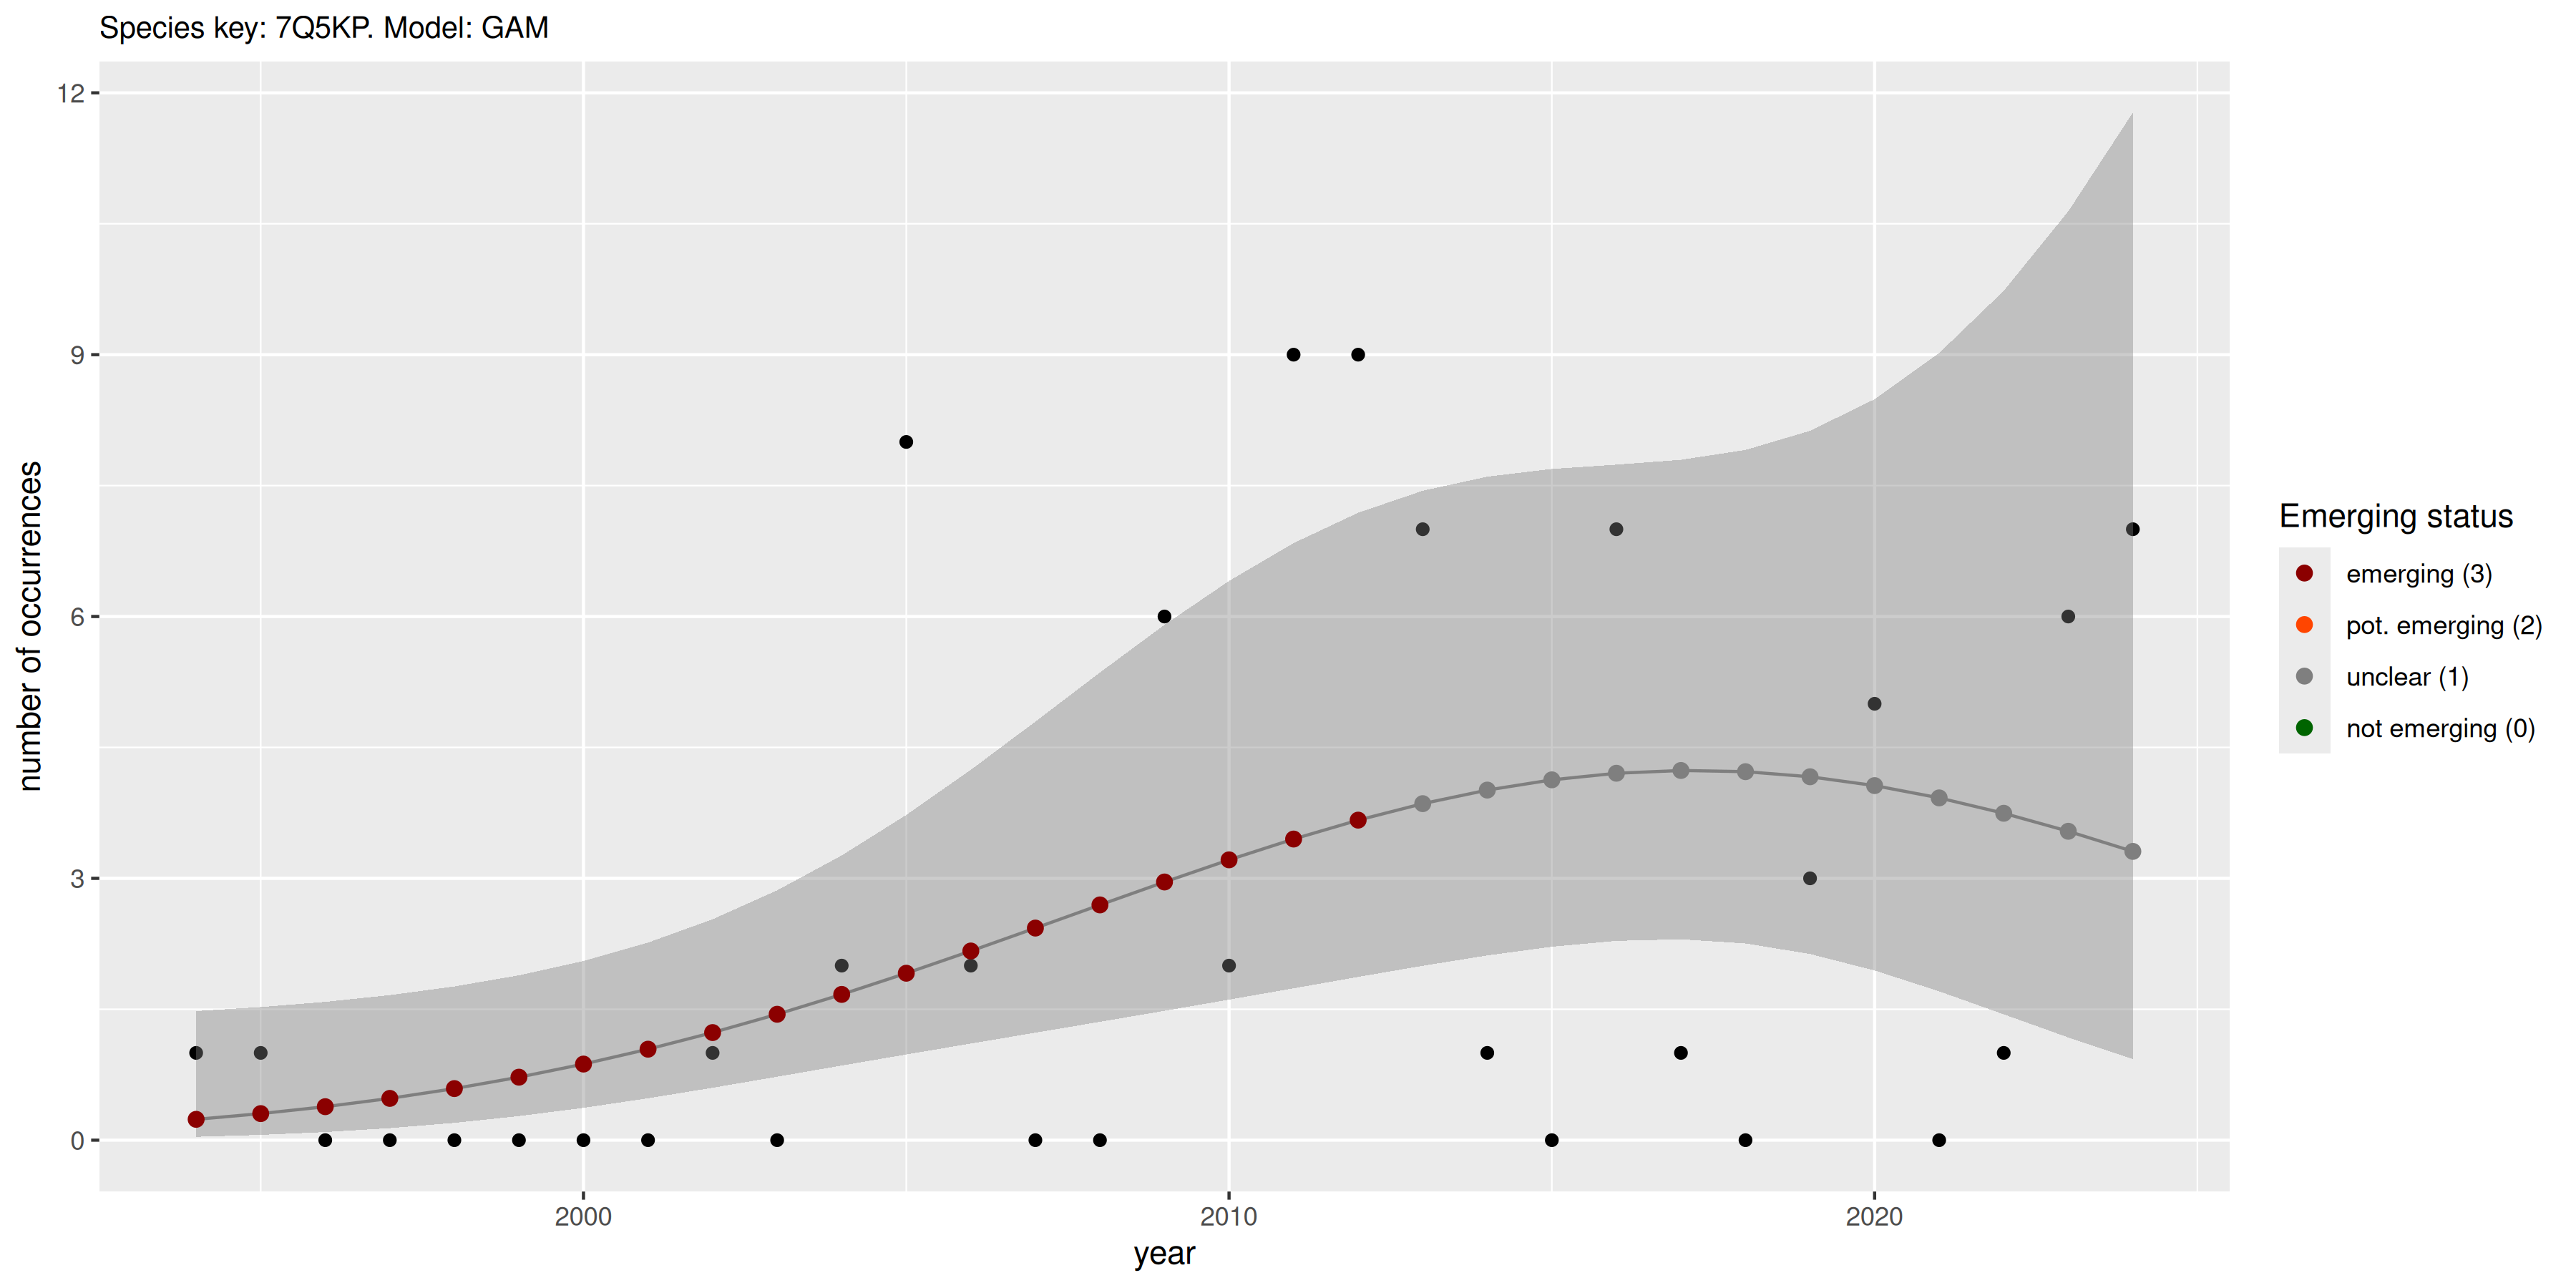 Species key: 7Q5KP. Model: GAM
12
9
6
3
0
number of occurrences
2000
2010
2020
year
Emerging status
emerging (3)
pot. emerging (2)
unclear (1)
not emerging (0)